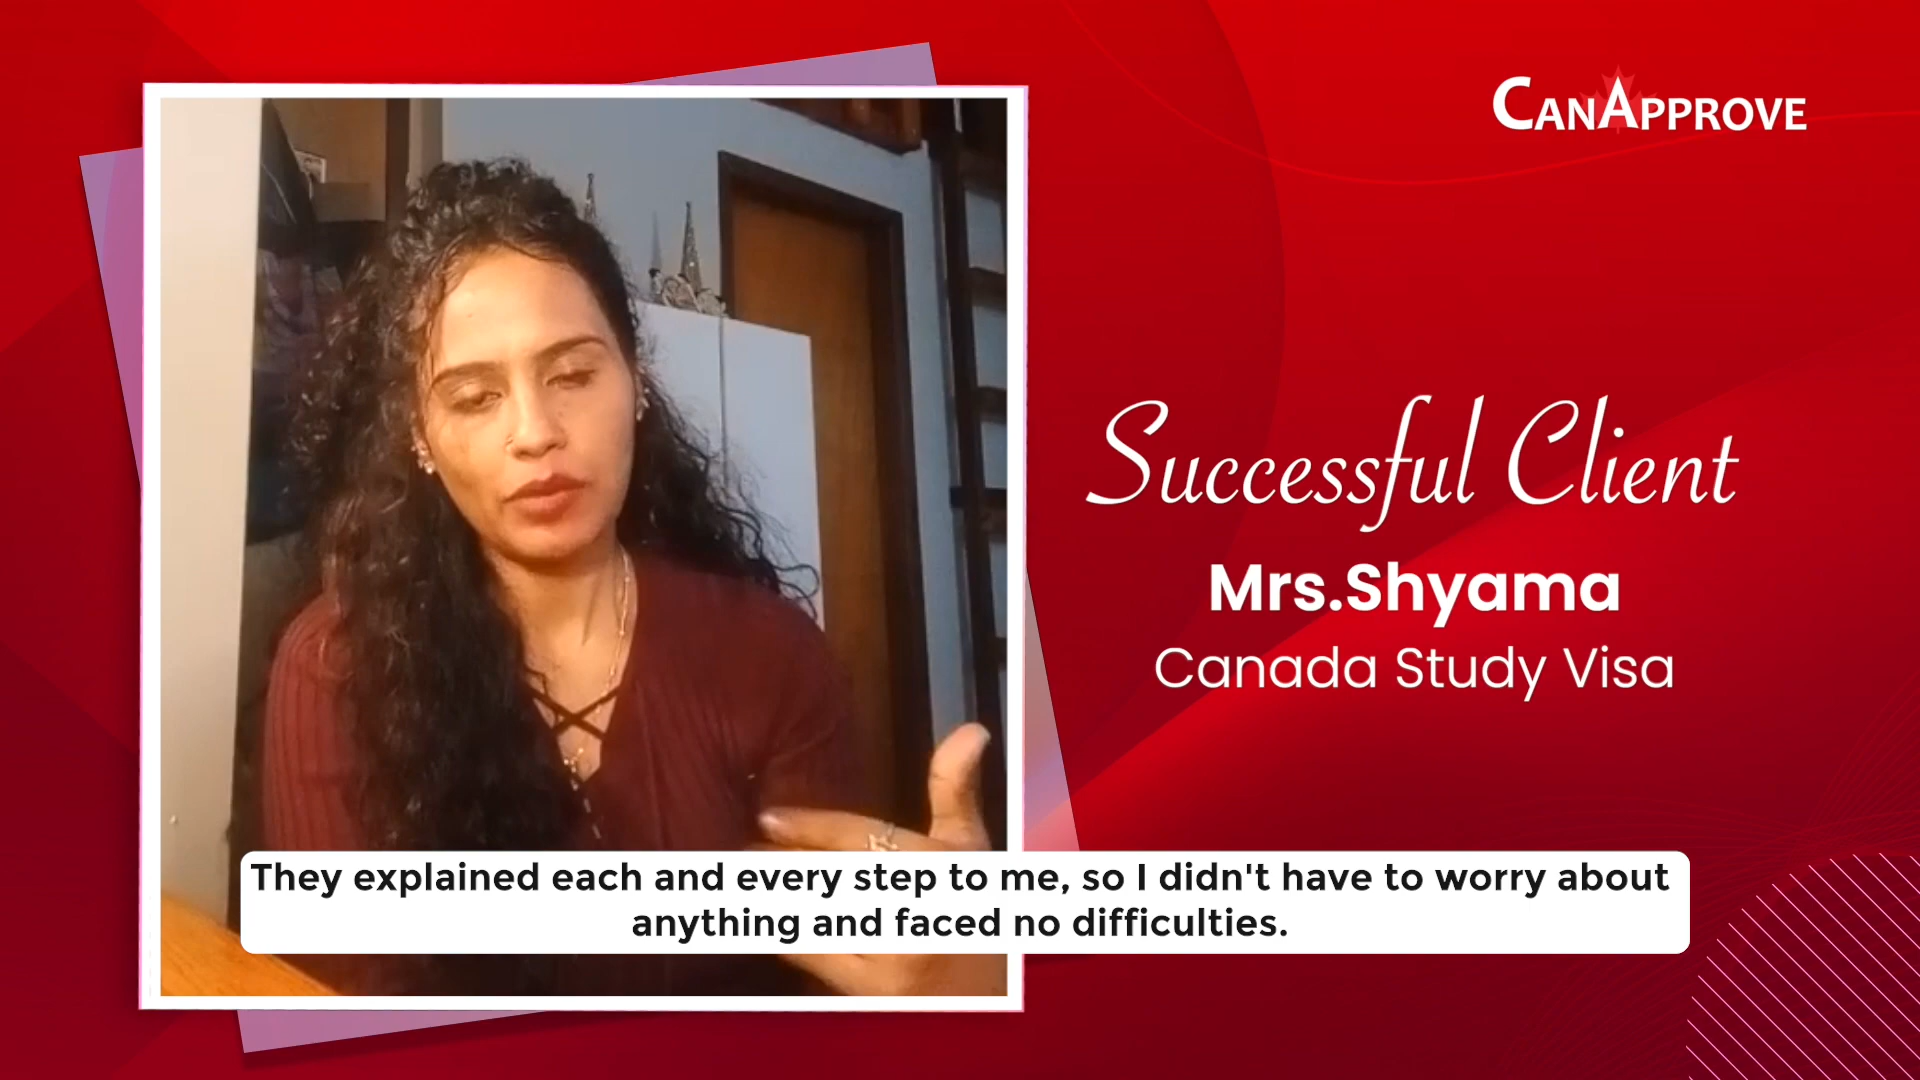 CANAPPROVE
Successful Client
Mrs.Shyama
Canada Study Visa
They explained each and every step to me, so I didn't have to worry about
anything and faced no difficulties.